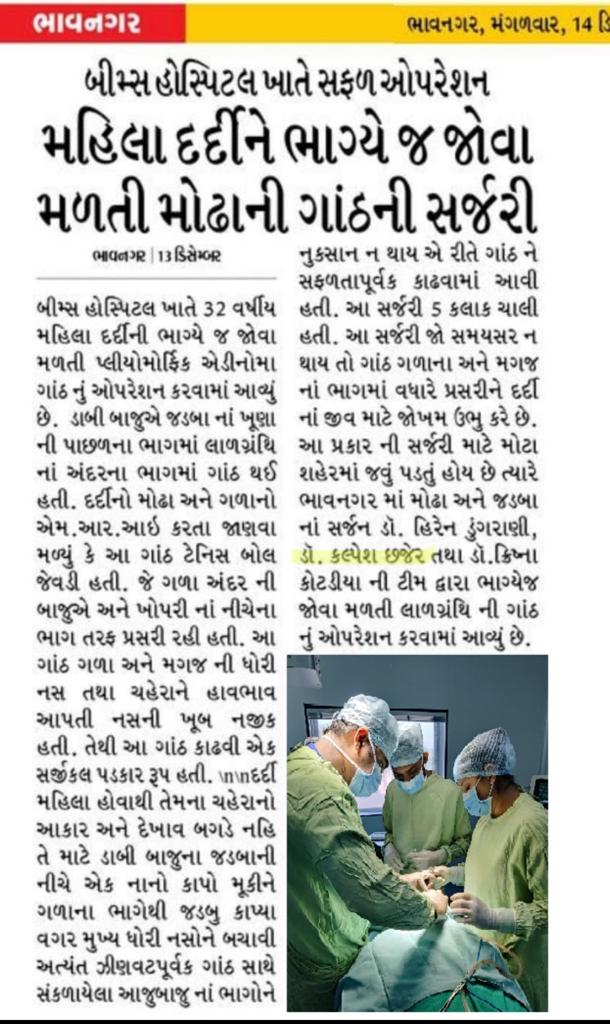 ભાવનગર
ભાવનગર, મંગળવાર, 14 ડિ
બીમ્સ હોસ્પિટલ ખાતે સફળ ઓપરેશન
મહિલા દર્દીને ભાગ્યે જ જોવા
મળતી મોઢાની ગાંઠની સર્જરી
ભાવનગર | 13 ડિસેમ્બર
બીમ્સ હોસ્પિટલ ખાતે 32 વર્ષીય
મહિલા દર્દીની ભાગ્યે જ જોવા
મળતી પ્લીયોમોર્ફિક એડીનોમા
ગાંઠ નું ઓપરેશન કરવામાં આવ્યું
છે. ડાબી બાજુએ જડબા નાં ખૂણા
ની પાછળના ભાગમાં લાળગ્રંથિ
નાં અંદરના ભાગમાં ગાંઠ થઈ
હતી. દર્દીનો મોઢા અને ગળાનો
એમ.આર.આઇ કરતા જાણવા
મળ્યું કે આ ગાંઠ ટેનિસ બોલ
જેવડી હતી. જે ગળા અંદર ની
બાજુએ અને ખોપરી નાં નીચેના
ભાગ તરફ પ્રસરી રહી હતી. આ
ગાંઠ ગળા અને મગજ ની ધોરી
નસ તથા ચહેરાને હાવભાવ
આપતી નસની ખૂબ નજીક
હતી. તેથી આ ગાંઠ કાઢવી એક
સર્જીકલ પડકાર રૂપ હતી. \n\nદર્દી
મહિલા હોવાથી તેમના ચહેરાનો
આકાર અને દેખાવ બગડે નહિ
તે માટે ડાબી બાજુના જડબાની
નીચે એક નાનો કાપો મૂકીને
ગળાના ભાગેથી જડબુ કાપ્યા
વગર મુખ્ય ધોરી નસોને બચાવી
અત્યંત ઝીણવટપૂર્વક ગાંઠ સાથે
સંકળાયેલા આજુબાજુ નાં ભાગોને
નુકસાન ન થાય એ રીતે ગાંઠ ને
સફળતાપૂર્વક કાઢવામાં આવી
હતી. આ સર્જરી 5 કલાક ચાલી
હતી. આ સર્જરી જો સમયસર ન
થાય તો ગાંઠ ગળાના અને મગજ
નાં ભાગમાં વધારે પ્રસરીને દર્દી
નાં જીવ માટે જોખમ ઉભુ કરે છે.
આ પ્રકાર ની સર્જરી માટે મોટા
શહેરમાં જવું પડતું હોય છે ત્યારે
ભાવનગર માં મોઢા અને જડબા
નાં સર્જન ડૉ. હિરેન ડુંગરાણી,
ડૉ. કલ્પેશ છજેર તથા ડૉ.ક્રિષ્ના
કોટડીયા ની ટીમ દ્વારા ભાગ્યેજ
જોવા મળતી લાળગ્રંથિ ની ગાંઠ
નું ઓપરેશન કરવામાં આવ્યું છે.